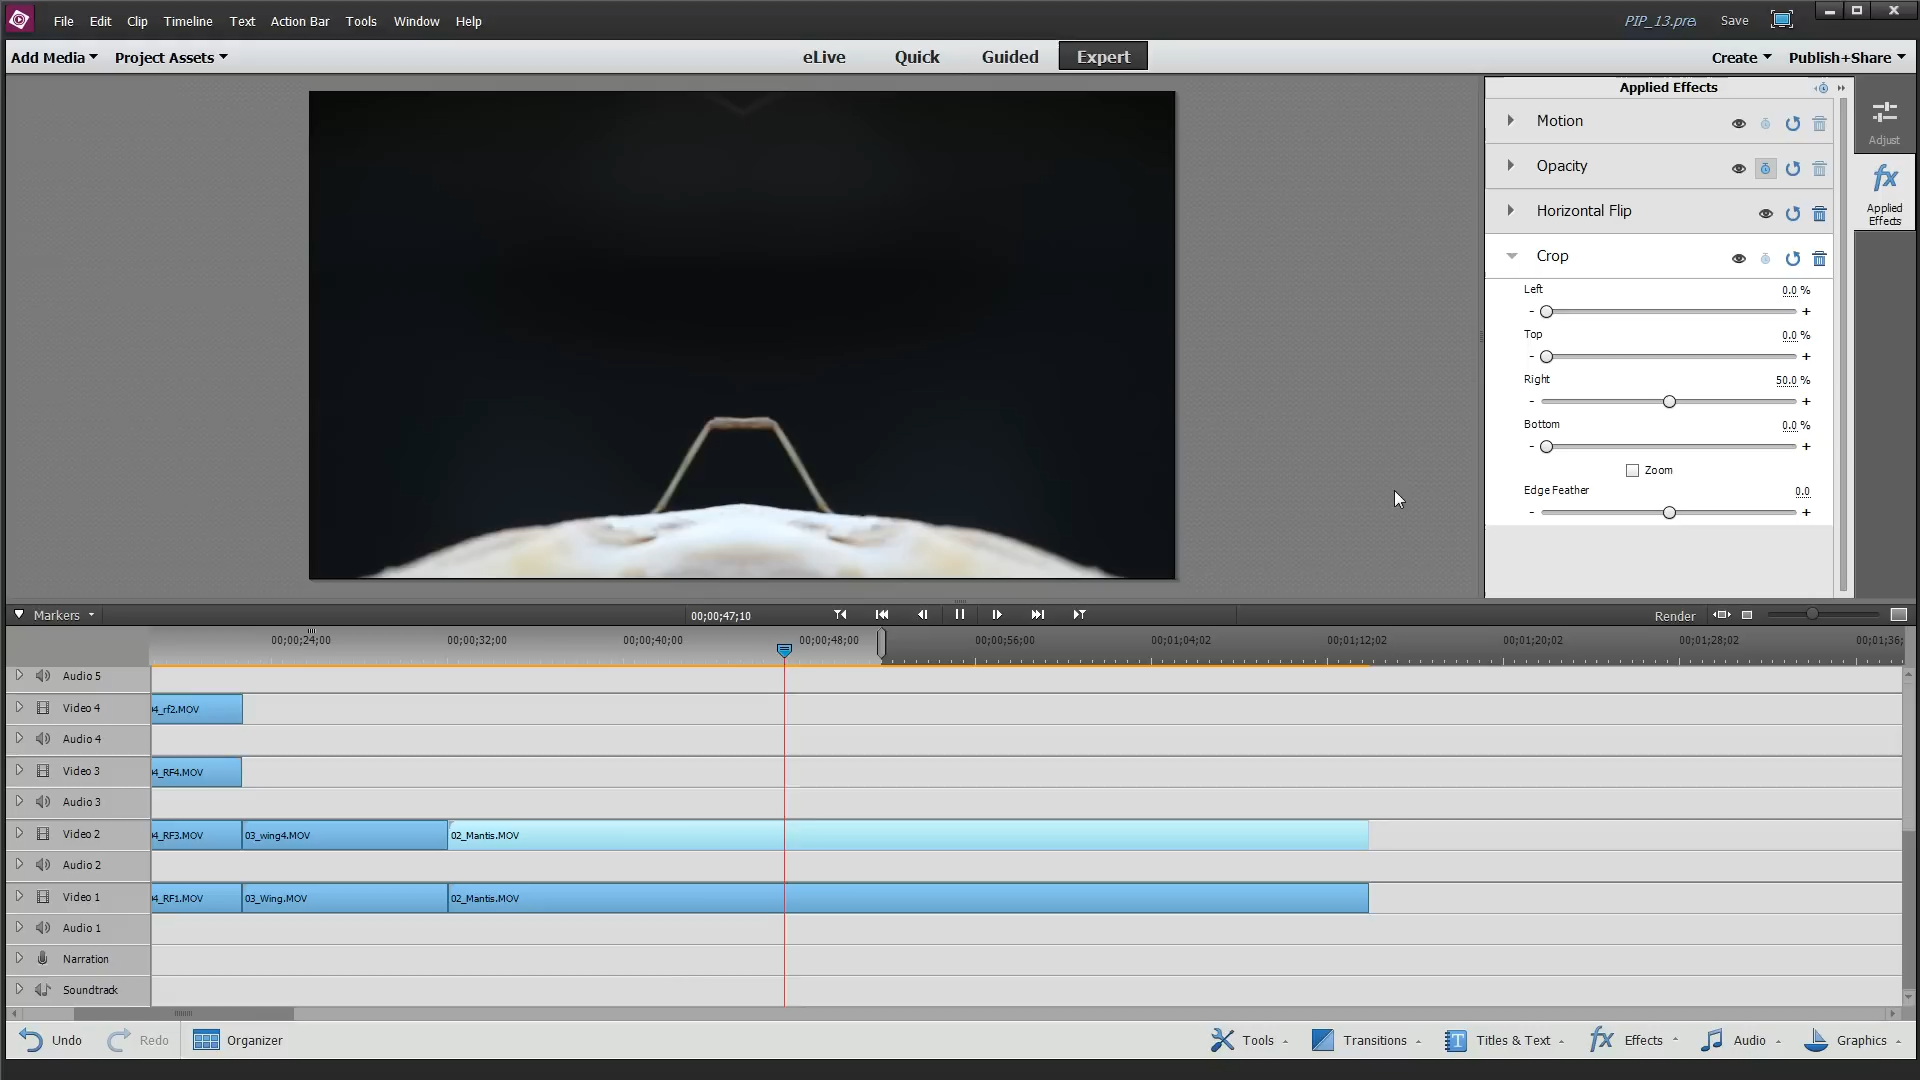 File Edit Clip Timeline Text Action Bar Tools Window Help
PIP_13.prel Save
Add Media Project Assets
eLive Quick Guided Expert
Create Publish+Share
Applied Effects
Motion
Opacity
Horizontal Flip
Crop
Left 0.0 %
- +
Top 0.0 %
- +
Right 50.0 %
- +
Bottom 0.0 %
- +
Zoom
Edge Feather 0.0
- +
Adjust
fx
Applied
Effects
Markers 00;00;47;10 Render
00;00;24;00 00;00;32;00 00;00;40;00 00;00;48;00 00;00;56;00 00;01;04;02 00;01;12;02 00;01;20;02 00;01;28;02 00;01;36;
Audio 5
Video 4 4_rf2.MOV
Audio 4
Video 3 4_RF4.MOV
Audio 3
Video 2 4_RF3.MOV 03_wing4.MOV 02_Mantis.MOV
Audio 2
Video 1 4_RF1.MOV 03_Wing.MOV 02_Mantis.MOV
Audio 1
Narration
Soundtrack
Undo Redo Organizer Tools Transitions T Titles & Text fx Effects Audio Graphics